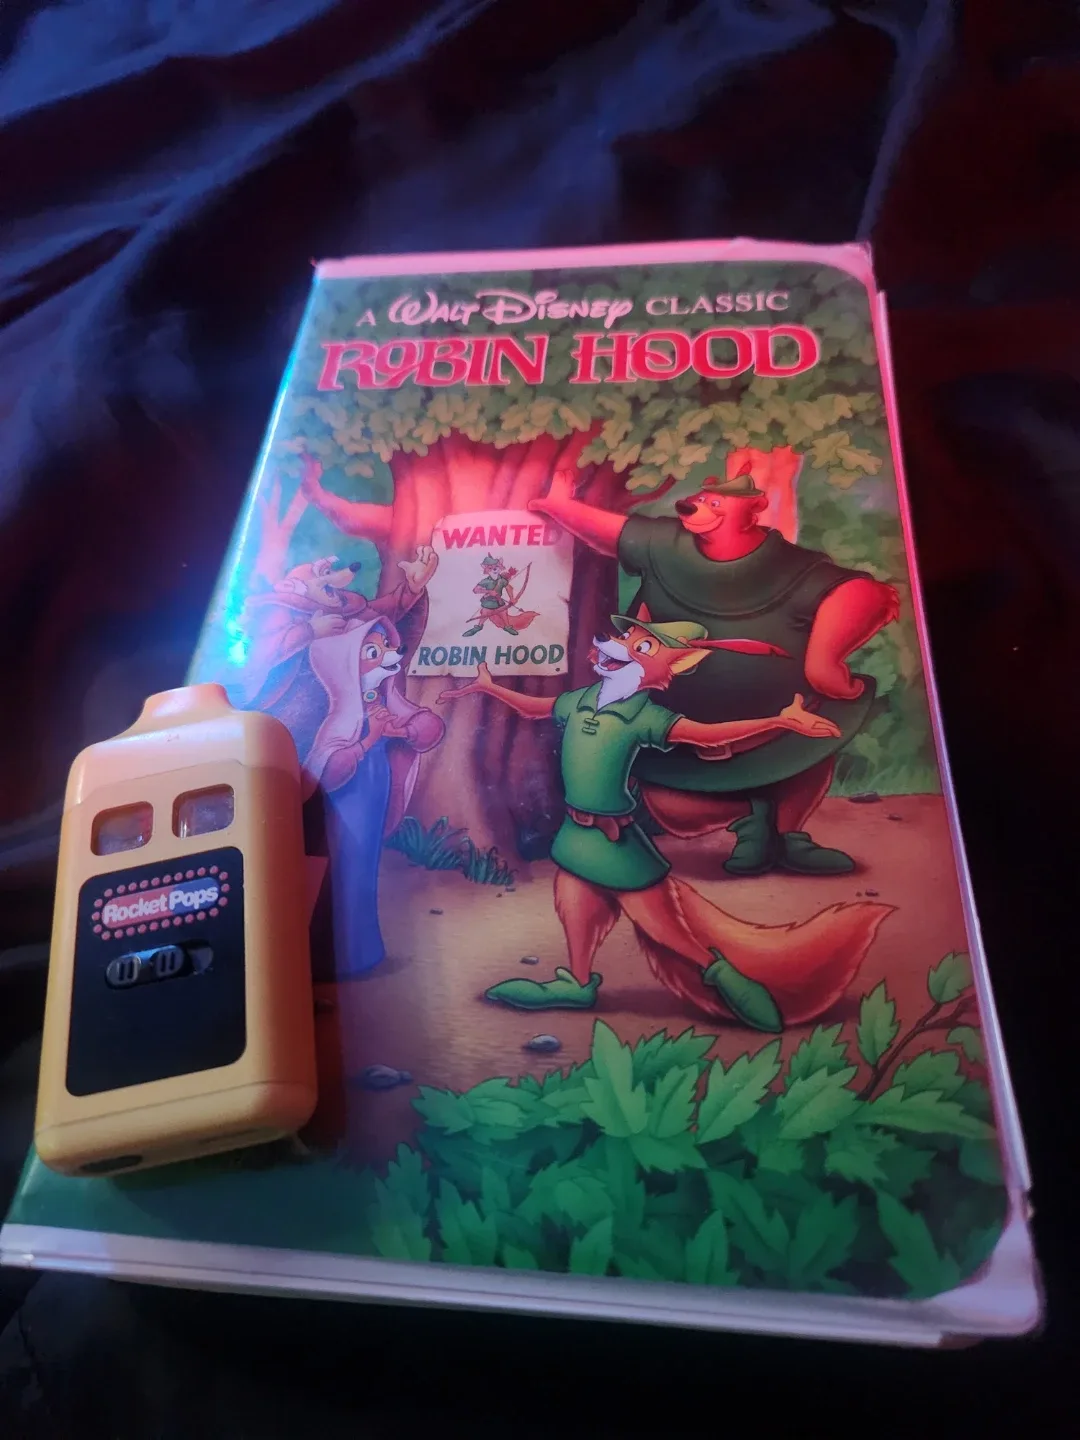 A WALT DISNEY CLASSIC
ROBIN HOOD
WANTED
ROBIN HOOD
RocketPops